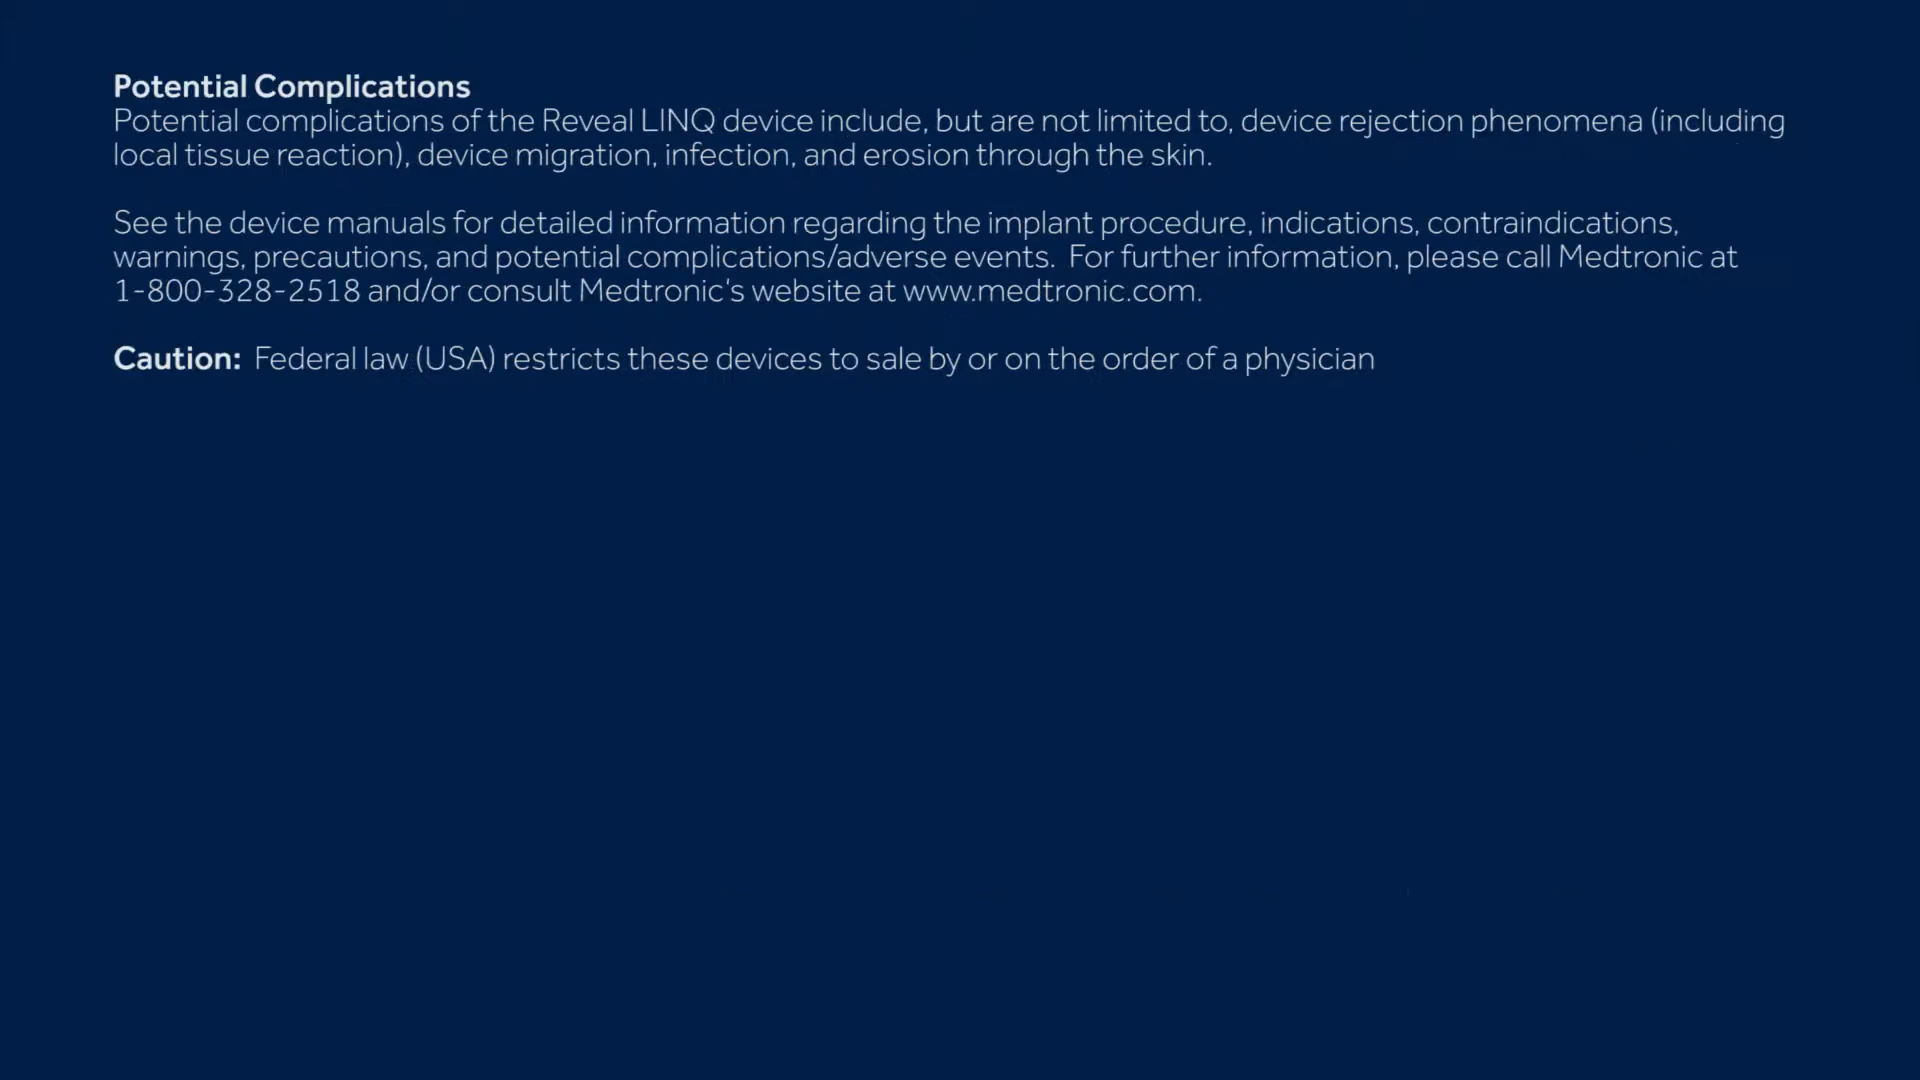 Potential Complications
Potential complications of the Reveal LINQ device include, but are not limited to, device rejection phenomena (including
local tissue reaction), device migration, infection, and erosion through the skin.
See the device manuals for detailed information regarding the implant procedure, indications, contraindications,
warnings, precautions, and potential complications/adverse events.  For further information, please call Medtronic at
1-800-328-2518 and/or consult Medtronic's website at www.medtronic.com.
Caution:  Federal law (USA) restricts these devices to sale by or on the order of a physician